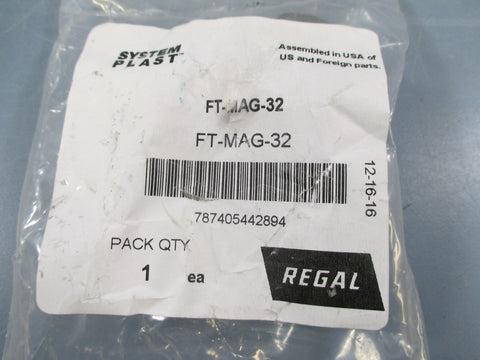 SYSTEM
PLAST™
Assembled in USA of
US and Foreign parts.
FT-MAG-32
FT-MAG-32
787405442894
12-16-16
PACK QTY
1 ea
REGAL